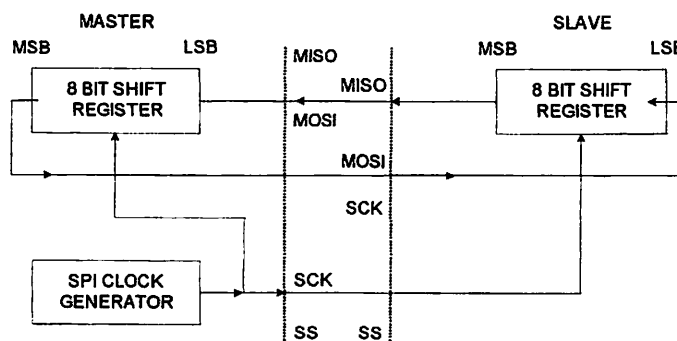 MASTER
SLAVE
MSB
LSB
MISO
MSB
LSB
8 BIT SHIFT
REGISTER
MISO
8 BIT SHIFT
REGISTER
MOSI
MOSI
SCK
SPI CLOCK
GENERATOR
SCK
SS
SS